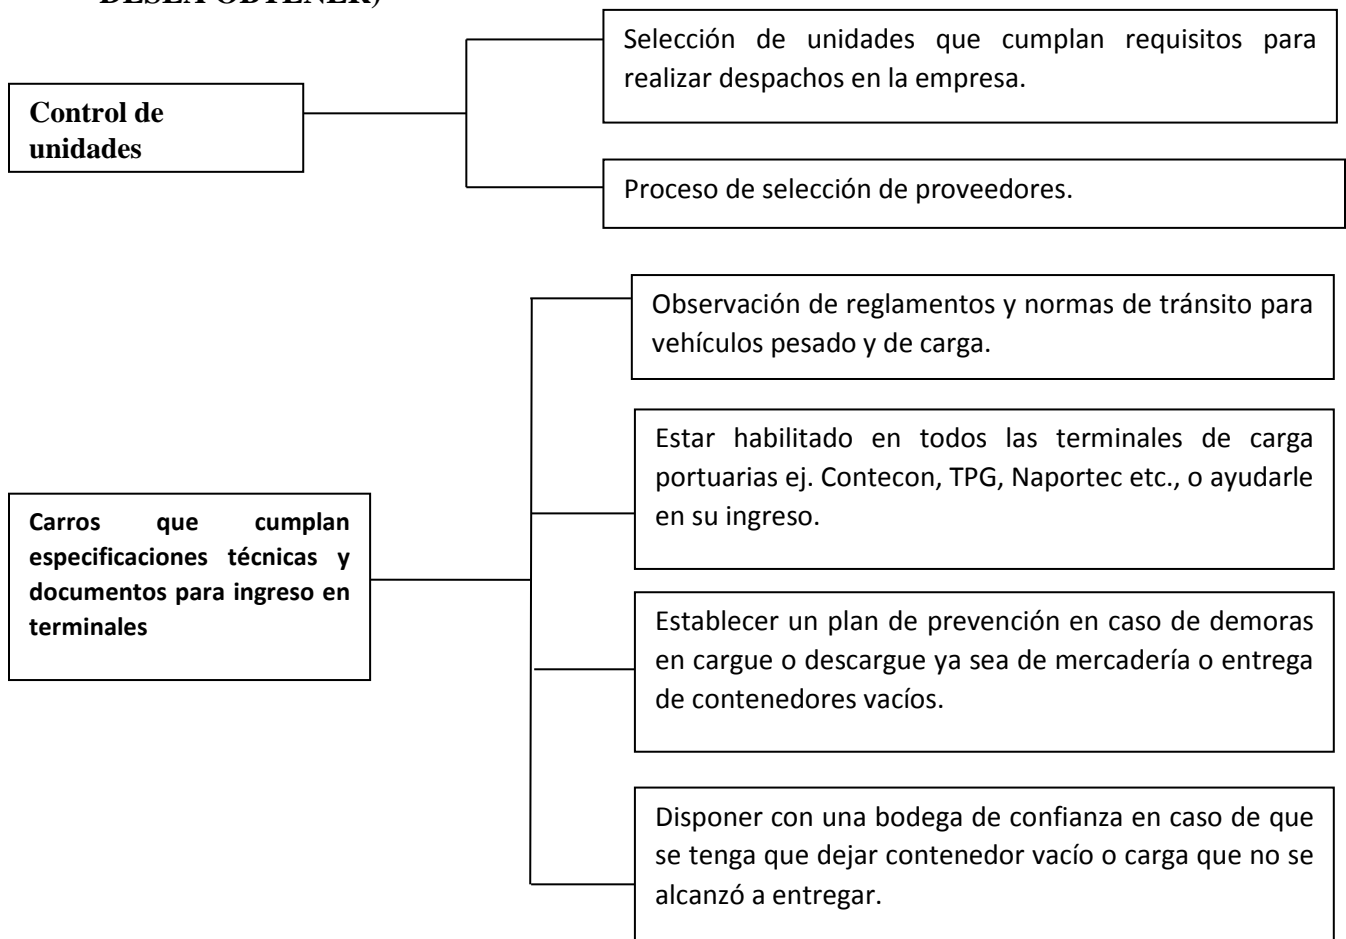 DESEA OBTENER)
Selección de unidades que cumplan requisitos para
realizar despachos en la empresa.
Control de
unidades
Proceso de selección de proveedores.
Observación de reglamentos y normas de tránsito para
vehículos pesado y de carga.
Estar habilitado en todos las terminales de carga
portuarias ej. Contecon, TPG, Naportec etc., o ayudarle
en su ingreso.
Carros que cumplan
especificaciones técnicas y
documentos para ingreso en
terminales
Establecer un plan de prevención en caso de demoras
en cargue o descargue ya sea de mercadería o entrega
de contenedores vacíos.
Disponer con una bodega de confianza en caso de que
se tenga que dejar contenedor vacío o carga que no se
alcanzó a entregar.